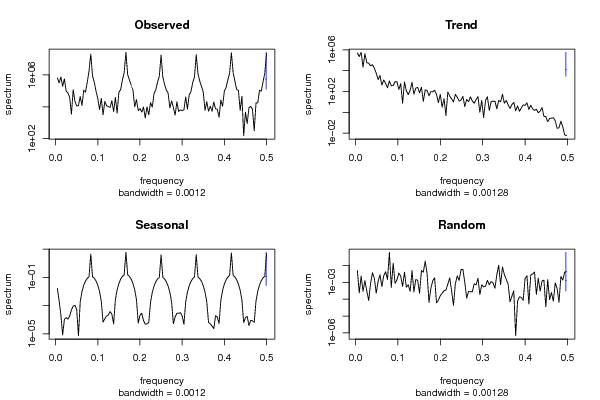 Observed
spectrum
1e+02 1e+06
0.0 0.1 0.2 0.3 0.4 0.5
frequency
bandwidth = 0.0012
Trend
spectrum
1e−02 1e+02 1e+06
0.0 0.1 0.2 0.3 0.4 0.5
frequency
bandwidth = 0.00128
Seasonal
spectrum
1e−05 1e−01
0.0 0.1 0.2 0.3 0.4 0.5
frequency
bandwidth = 0.0012
Random
spectrum
1e−06 1e−03
0.0 0.1 0.2 0.3 0.4 0.5
frequency
bandwidth = 0.00128